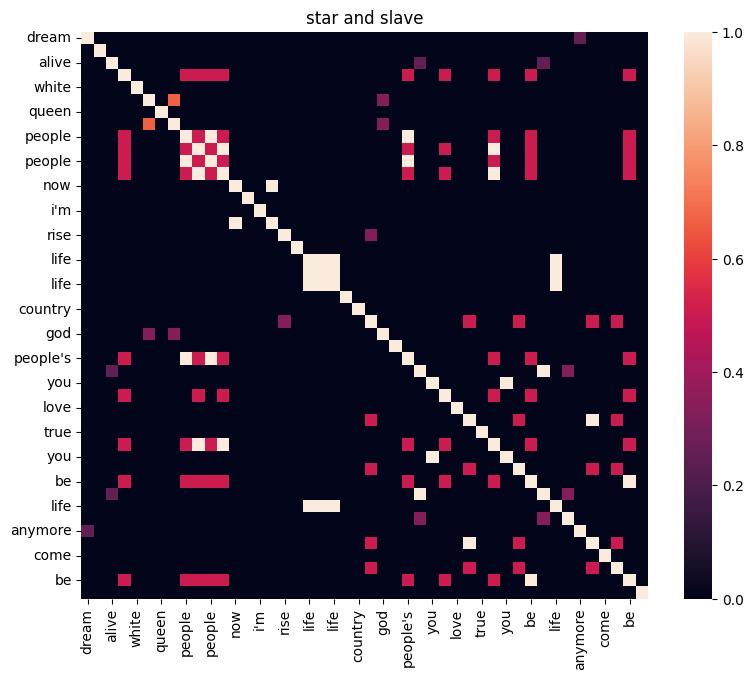 star and slave
dream
alive
white
queen
people
people
now
i'm
rise
life
life
country
god
people's
you
love
true
you
be
life
anymore
come
be
1.0
0.8
0.6
0.4
0.2
0.0
dream
alive
white
queen
people
people
now
i'm
rise
life
life
country
god
people's
you
love
true
you
be
life
anymore
come
be